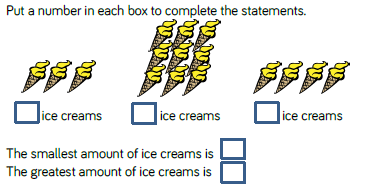 Put a number in each box to complete the statements.
ice creams ice creams ice creams
The smallest amount of ice creams is
The greatest amount of ice creams is